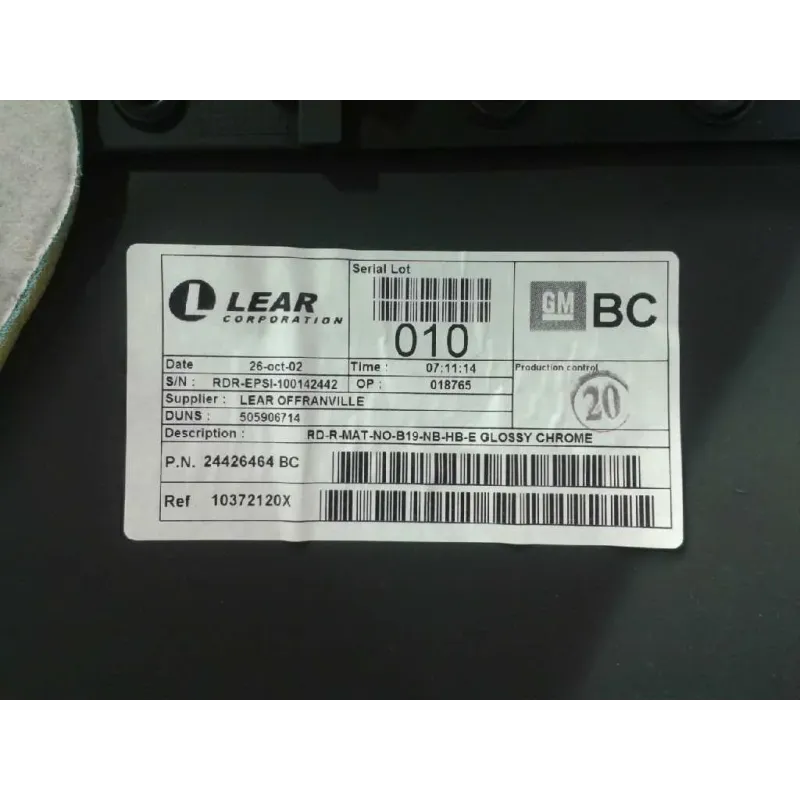 LEAR
CORPORATION
Serial Lot
010
GM BC
Date 26-oct-02 Time : 07:11:14
Production control
S/N : RDR-EPSI-100142442 OP : 018765
20
Supplier : LEAR OFFRANVILLE
DUNS : 505906714
Description : RD-R-MAT-NO-B19-NB-HB-E GLOSSY CHROME
P.N. 24426464 BC
Ref 10372120X